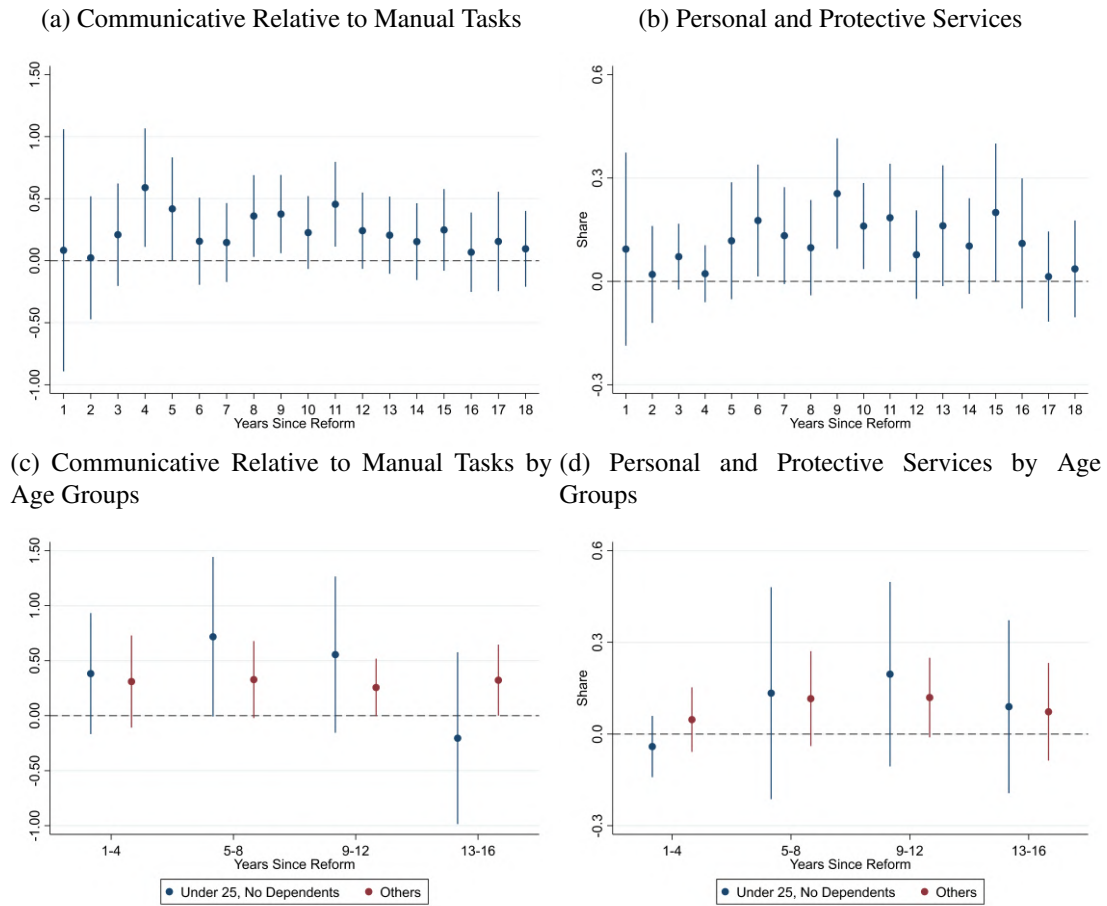 (a) Communicative Relative to Manual Tasks
1.50
1.00
0.50
0.00
-0.50
-1.00
1 2 3 4 5 6 7 8 9 10 11 12 13 14 15 16 17 18
Years Since Reform
(b) Personal and Protective Services
Share
0.6
0.3
0.0
-0.3
1 2 3 4 5 6 7 8 9 10 11 12 13 14 15 16 17 18
Years Since Reform
(c) Communicative Relative to Manual Tasks by
Age Groups
1.50
1.00
0.50
0.00
-0.50
-1.00
1-4 5-8 9-12 13-16
Years Since Reform
Under 25, No Dependents Others
(d) Personal and Protective Services by Age
Groups
Share
0.6
0.3
0.0
-0.3
1-4 5-8 9-12 13-16
Years Since Reform
Under 25, No Dependents Others